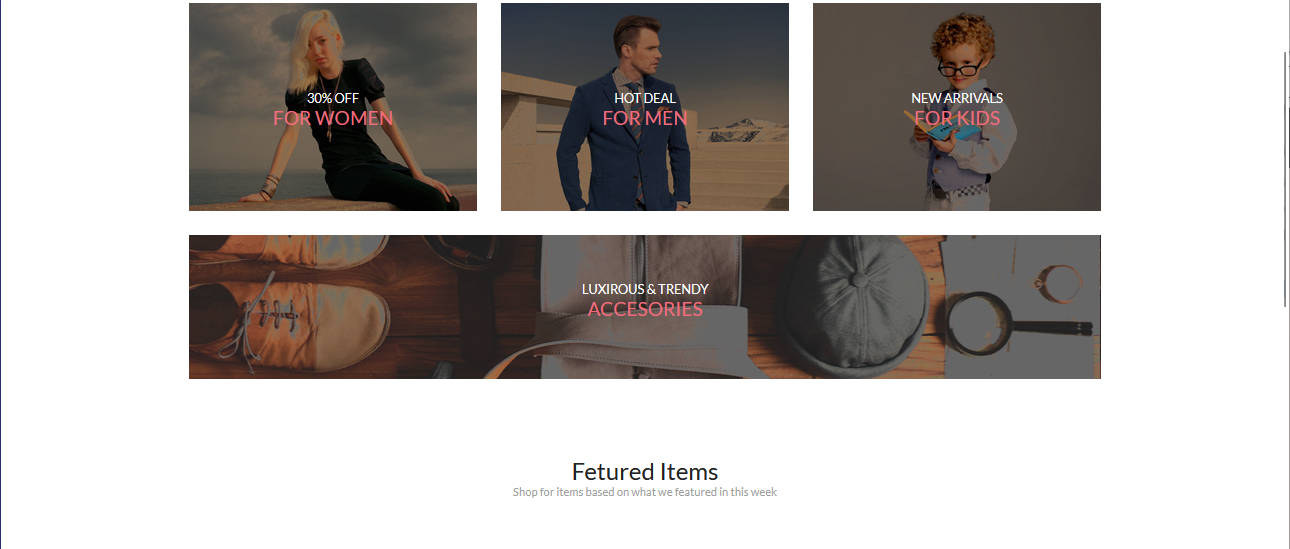 30% OFF
FOR WOMEN
HOT DEAL
FOR MEN
NEW ARRIVALS
FOR KIDS
LUXIROUS & TRENDY
ACCESORIES
Fetured Items
Shop for items based on what we featured in this week